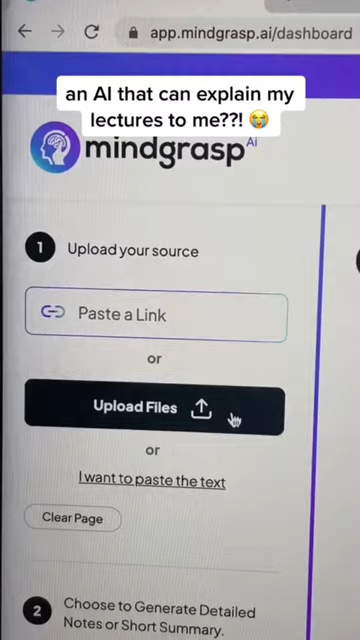 app.mindgrasp.ai/dashboard
an AI that can explain my
lectures to me??! 😭
mindgrasp AI
1 Upload your source
Paste a Link
or
Upload Files
or
I want to paste the text
Clear Page
2 Choose to Generate Detailed
Notes or Short Summary.